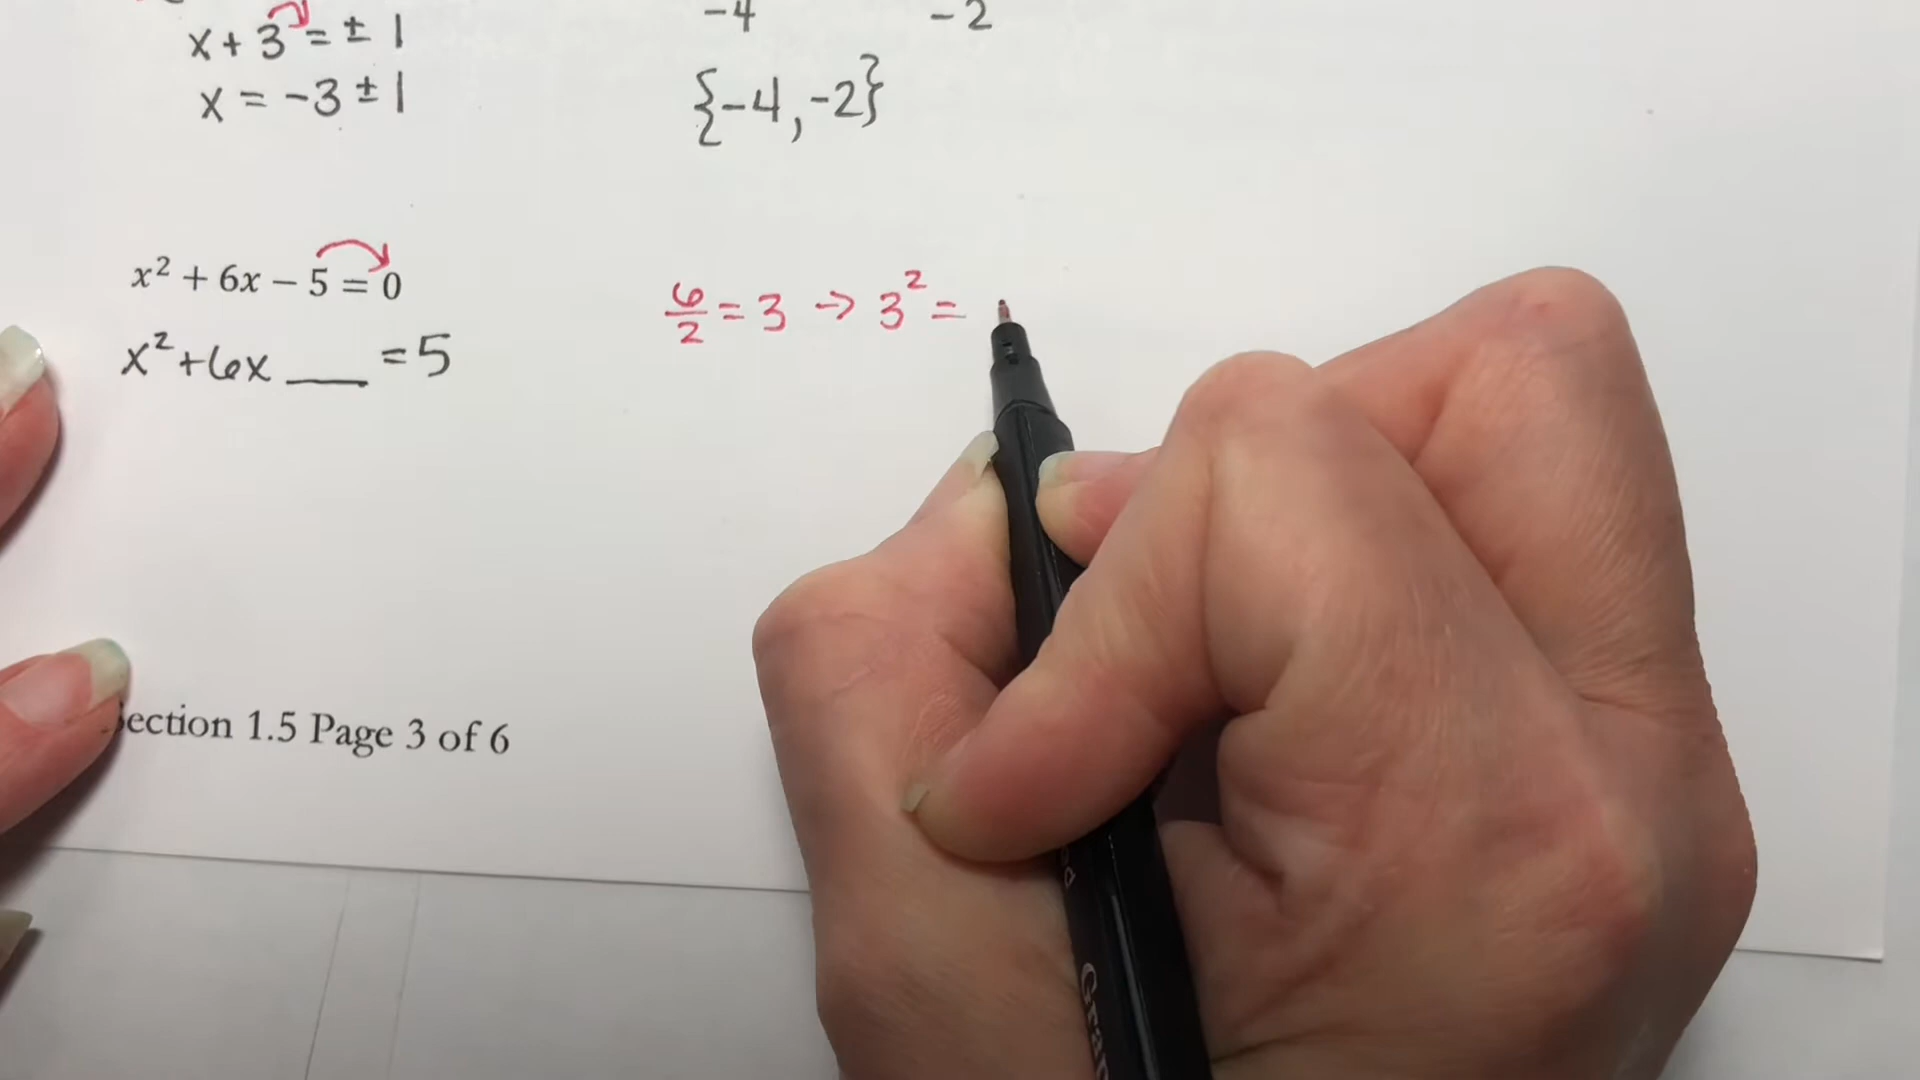 x + 3 = ± 1
x = -3 ± 1
-4 -2
{-4, -2}
x² + 6x − 5 = 0
x² + 6x ___ = 5
6/2 = 3 → 3² =
Section 1.5 Page 3 of 6